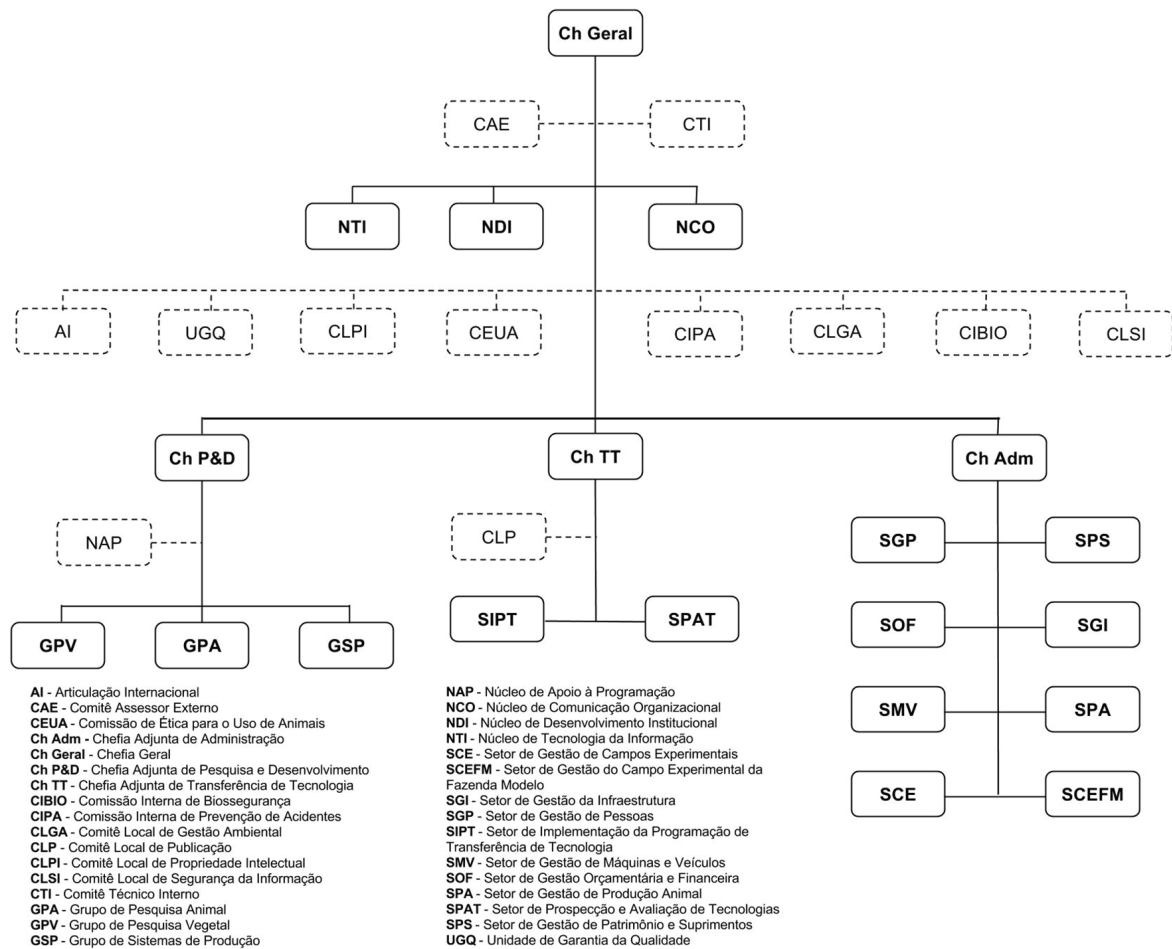 Ch Geral
CAE
CTI
NTI
NDI
NCO
AI
UGQ
CLPI
CEUA
CIPA
CLGA
CIBIO
CLSI
Ch P&D
Ch TT
Ch Adm
NAP
CLP
SGP
SPS
GPV
GPA
GSP
SIPT
SPAT
SOF
SGI
SMV
SPA
SCE
SCEFM
AI - Articulação Internacional
CAE - Comitê Assessor Externo
CEUA - Comissão de Ética para o Uso de Animais
Ch Adm - Chefia Adjunta de Administração
Ch Geral - Chefia Geral
Ch P&D - Chefia Adjunta de Pesquisa e Desenvolvimento
Ch TT - Chefia Adjunta de Transferência de Tecnologia
CIBIO - Comissão Interna de Biossegurança
CIPA - Comissão Interna de Prevenção de Acidentes
CLGA - Comitê Local de Gestão Ambiental
CLP - Comitê Local de Publicação
CLPI - Comitê Local de Propriedade Intelectual
CLSI - Comitê Local de Segurança da Informação
CTI - Comitê Técnico Interno
GPA - Grupo de Pesquisa Animal
GPV - Grupo de Pesquisa Vegetal
GSP - Grupo de Sistemas de Produção
NAP - Núcleo de Apoio à Programação
NCO - Núcleo de Comunicação Organizacional
NDI - Núcleo de Desenvolvimento Institucional
NTI - Núcleo de Tecnologia da Informação
SCE - Setor de Gestão de Campos Experimentais
SCEFM - Setor de Gestão do Campo Experimental da
Fazenda Modelo
SGI - Setor de Gestão da Infraestrutura
SGP - Setor de Gestão de Pessoas
SIPT - Setor de Implementação da Programação de
Transferência de Tecnologia
SMV - Setor de Gestão de Máquinas e Veículos
SOF - Setor de Gestão Orçamentária e Financeira
SPA - Setor de Gestão de Produção Animal
SPAT - Setor de Prospecção e Avaliação de Tecnologias
SPS - Setor de Gestão de Patrimônio e Suprimentos
UGQ - Unidade de Garantia da Qualidade